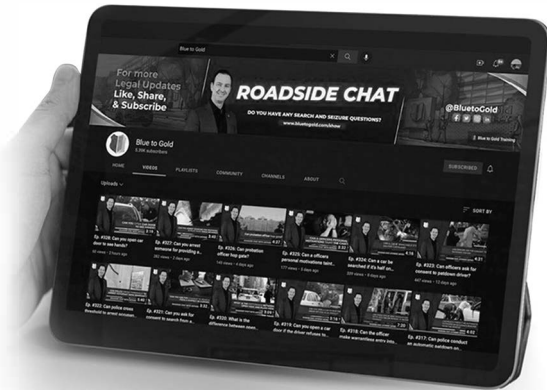 Blue to Gold
For more
Legal Updates
Like, Share,
& Subscribe
ROADSIDE CHAT
DO YOU HAVE ANY SEARCH AND SEIZURE QUESTIONS?
www.bluetogold.com/show
@BluetoGold
Blue to Gold Training
Blue to Gold
subscribers
SUBSCRIBED
HOME VIDEOS PLAYLISTS COMMUNITY CHANNELS ABOUT
Uploads
SORT BY
Ep. #328: Can you open car
door to see hands?
Ep. #327: Can you arrest
someone for providing a...
Ep. #326: Can probation
officer hop gate?
Ep. #325: Can a officers
personal motivations taint...
Ep. #324: Can a car be
searched if it's half on...
Ep. #323: Can officers ask for
consent to patdown driver?
Ep. #322: Can police cross
threshold to arrest
Ep. #321: Can you ask for
consent to search from a
Ep. #320: What is the
difference between
Ep. #319: Can you open a car
door if the driver refuses to
Ep. #318: Can the officer
make warrantless entry into
Ep. #317: Can police conduct
an automatic patdown on